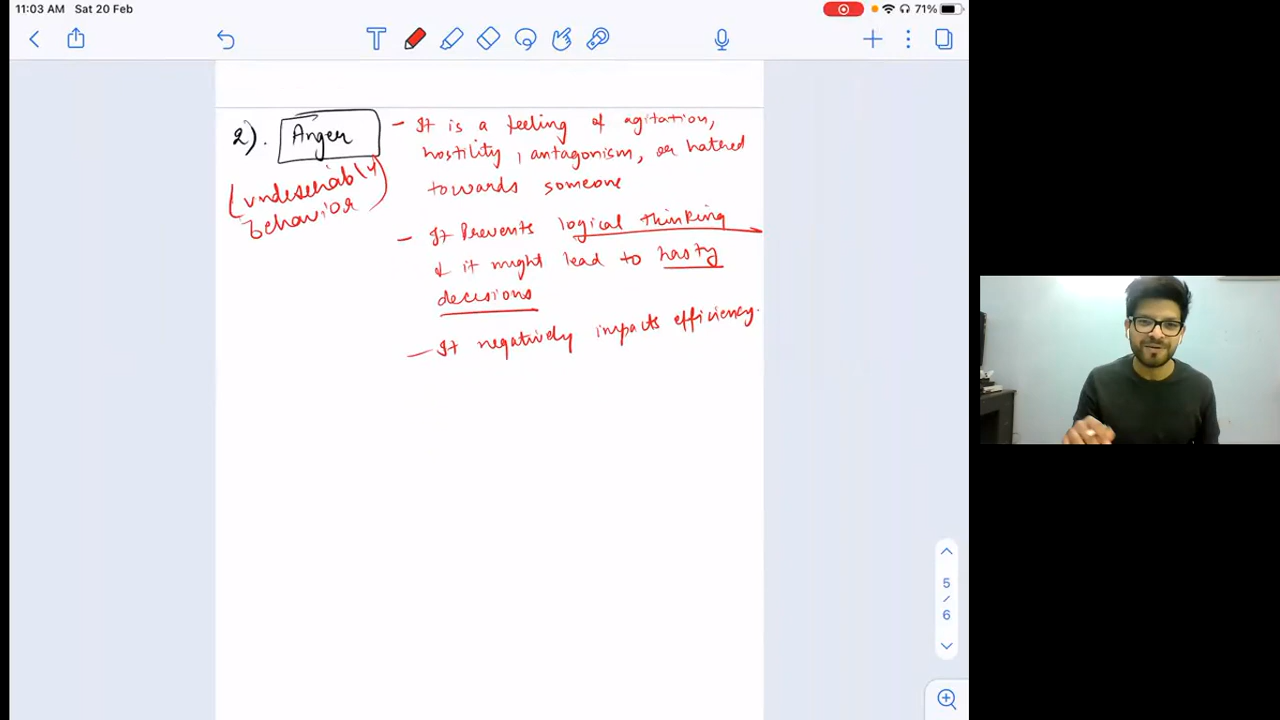 11:03 AM Sat 20 Feb
71%
2). Anger
- It is a feeling of agitation,
hostility, antagonism, or hatred
towards someone
behavior
- It prevents logical thinking
& it might lead to hasty
decisions
- It negatively impacts efficiency.
5
/
6